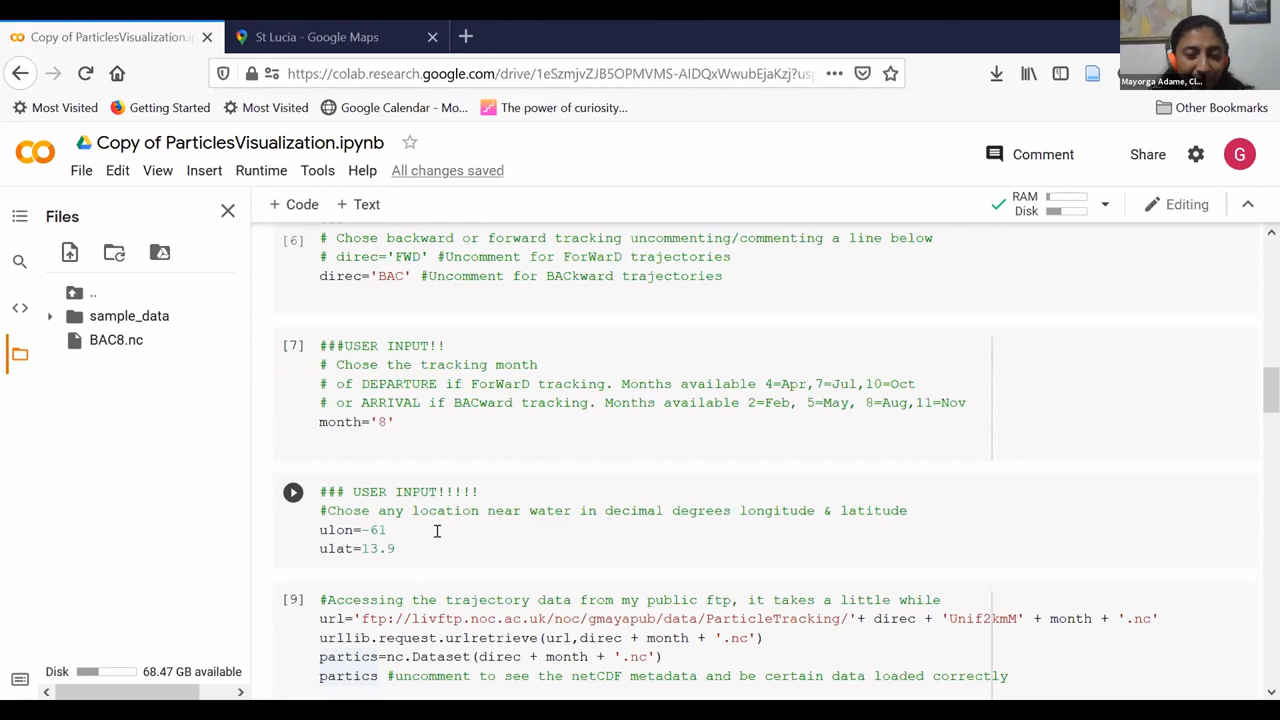 Copy of ParticlesVisualization.in
St Lucia - Google Maps
https://colab.research.google.com/drive/1eSzmjvZJB5OPMVMS-AIDQxWwubEjaKzj?us
Mayorga Adame, Cl...
Most Visited
Getting Started
Most Visited
Google Calendar - Mo...
The power of curiosity...
Other Bookmarks
Copy of ParticlesVisualization.ipynb
File Edit View Insert Runtime Tools Help All changes saved
Comment
Share
G
Files
+ Code + Text
RAM
Disk
Editing
..
sample_data
BAC8.nc
[6]
# Chose backward or forward tracking uncommenting/commenting a line below
# direc='FWD' #Uncomment for ForWarD trajectories
direc='BAC' #Uncomment for BACkward trajectories
[7]
###USER INPUT!!
# Chose the tracking month
# of DEPARTURE if ForWarD tracking. Months available 4=Apr,7=Jul,10=Oct
# or ARRIVAL if BACward tracking. Months available 2=Feb, 5=May, 8=Aug,11=Nov
month='8'
### USER INPUT!!!!!
#Chose any location near water in decimal degrees longitude & latitude
ulon=-61
ulat=13.9
[9]
#Accessing the trajectory data from my public ftp, it takes a little while
url='ftp://livftp.noc.ac.uk/noc/gmayapub/data/ParticleTracking/'+ direc + 'Unif2kmM' + month + '.nc'
urllib.request.urlretrieve(url,direc + month + '.nc')
partics=nc.Dataset(direc + month + '.nc')
partics #uncomment to see the netCDF metadata and be certain data loaded correctly
Disk
68.47 GB available